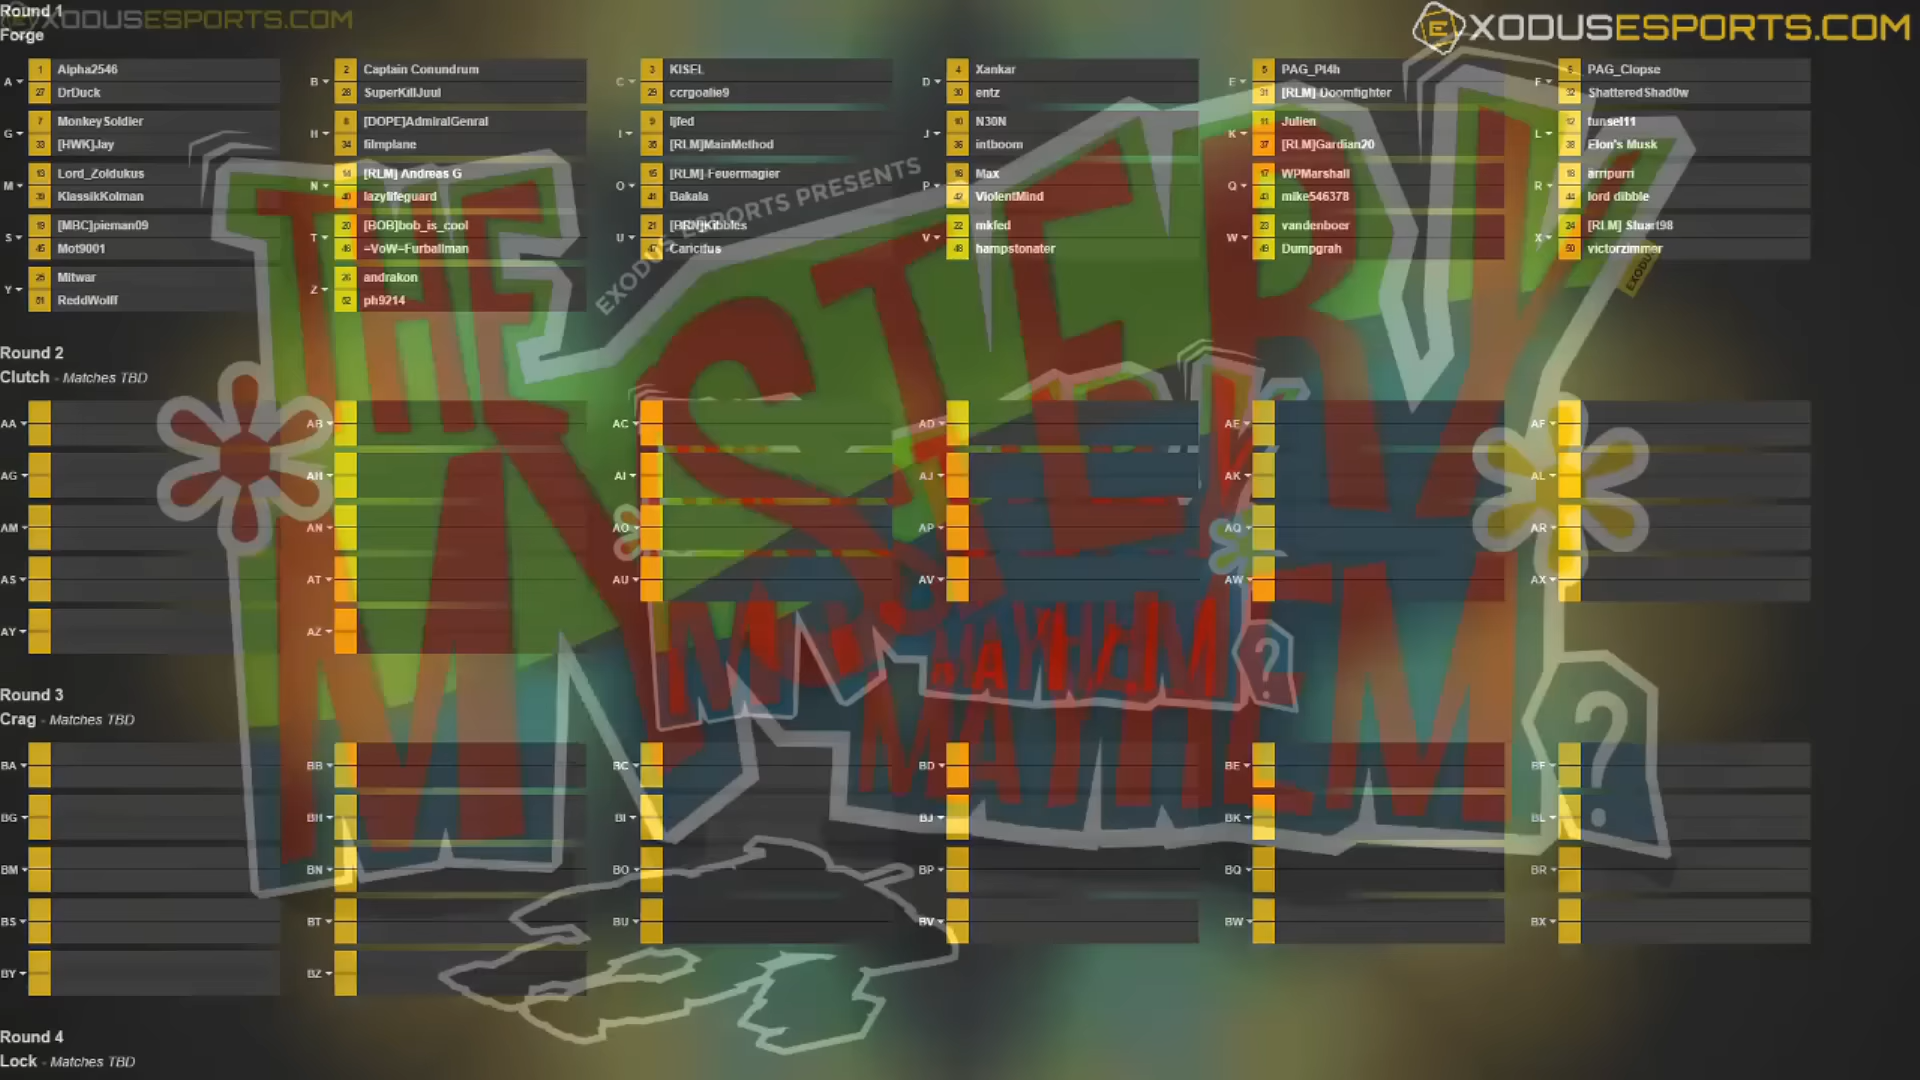 EXODUSESPORTS.COM
EXODUSESPORTS.COM
Round 1
Forge
A 1 Alpha2546
27 DrDuck
B 2 Captain Conundrum
28 SuperKillJuul
C 3 KISEL
29 ccrgoalie9
D 4 Xankar
30 entz
E 5 PAG_Pl4h
31 [RLM] Doomfighter
F 6 PAG_Clopse
32 ShatteredShad0w
G 7 MonkeySoldier
33 [HWK]Jay
H 8 [DOPE]AdmiralGenral
34 filmplane
I 9 ljfed
35 [RLM]MainMethod
J 10 N30N
36 intboom
K 11 Julien
37 [RLM]Gardian20
L 12 tunsel11
38 Elon's Musk
M 13 Lord_Zoldukus
39 KlassikKolman
N 14 [RLM] Andreas G
40 lazylifeguard
O 15 [RLM] Feuermagier
41 Bakala
P 16 Max
42 ViolentMind
Q 17 WPMarshall
43 mike546378
R 18 arripurri
44 lord dibble
S 19 [MBC]pieman09
45 Mot9001
T 20 [BOB]bob_is_cool
46 ~VoW~Furballman
U 21 [BRN]Kibbles
47 Caricitus
V 22 mkfed
48 hampstonater
W 23 vandenboer
49 Dumpgrah
X 24 [RLM] Stuart98
50 victorzimmer
Y 25 Mitwar
51 ReddWolff
Z 26 andrakon
52 ph9214
EXODUS ESPORTS PRESENTS
THE
MYSTERY
MAYHEM
MAYHEM
?
?
EXODUS
Round 2
Clutch - Matches TBD
AA AB AC AD AE AF
AG AH AI AJ AK AL
AM AN AO AP AQ AR
AS AT AU AV AW AX
AY AZ
Round 3
Crag - Matches TBD
BA BB BC BD BE BF
BG BH BI BJ BK BL
BM BN BO BP BQ BR
BS BT BU BV BW BX
BY BZ
Round 4
Lock - Matches TBD